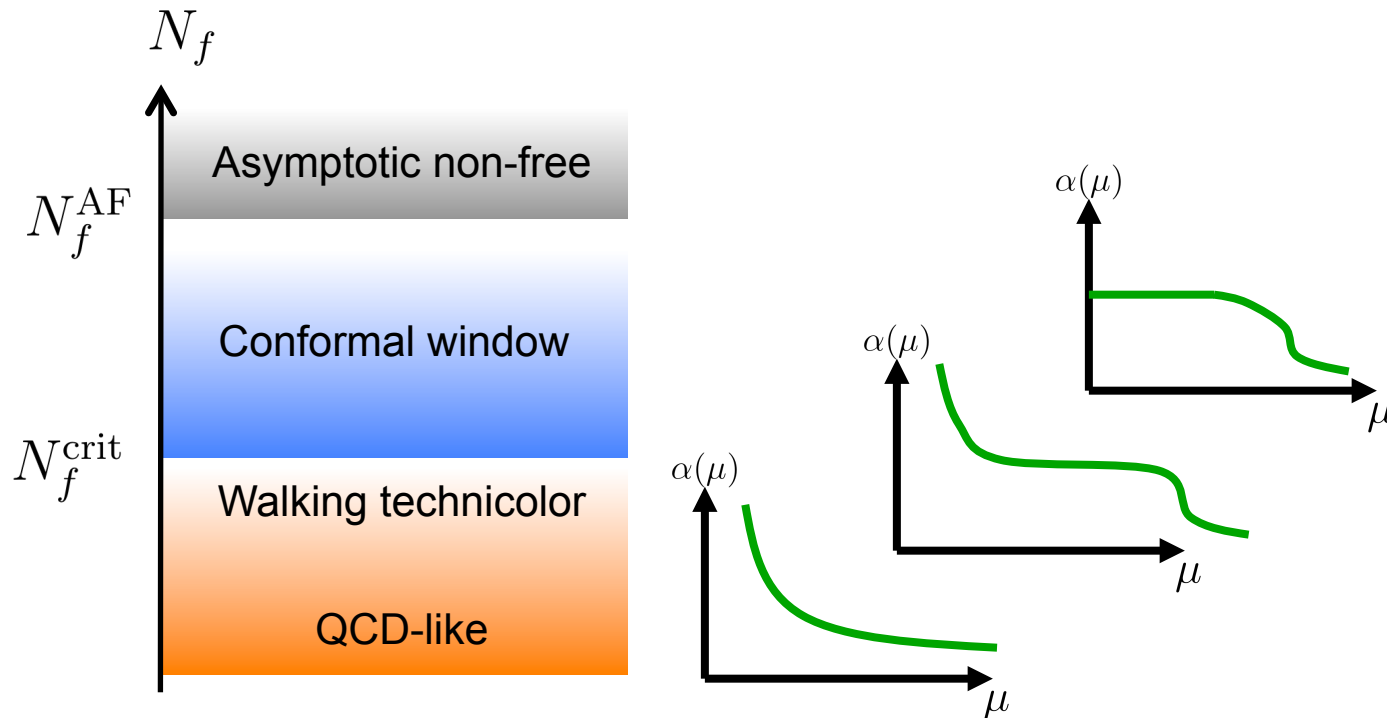 N_f
Asymptotic non-free
N_f^AF
Conformal window
N_f^crit
Walking technicolor
QCD-like
α(μ)
μ
α(μ)
μ
α(μ)
μ